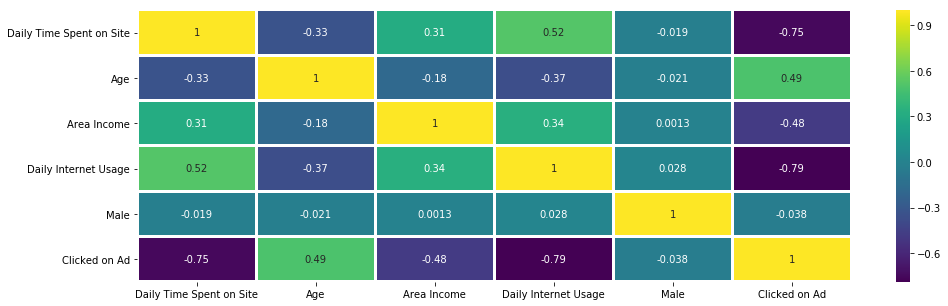 Daily Time Spent on Site 1 -0.33 0.31 0.52 -0.019 -0.75
Age -0.33 1 -0.18 -0.37 -0.021 0.49
Area Income 0.31 -0.18 1 0.34 0.0013 -0.48
Daily Internet Usage 0.52 -0.37 0.34 1 0.028 -0.79
Male -0.019 -0.021 0.0013 0.028 1 -0.038
Clicked on Ad -0.75 0.49 -0.48 -0.79 -0.038 1
Daily Time Spent on Site Age Area Income Daily Internet Usage Male Clicked on Ad
0.9
0.6
0.3
0.0
−0.3
−0.6